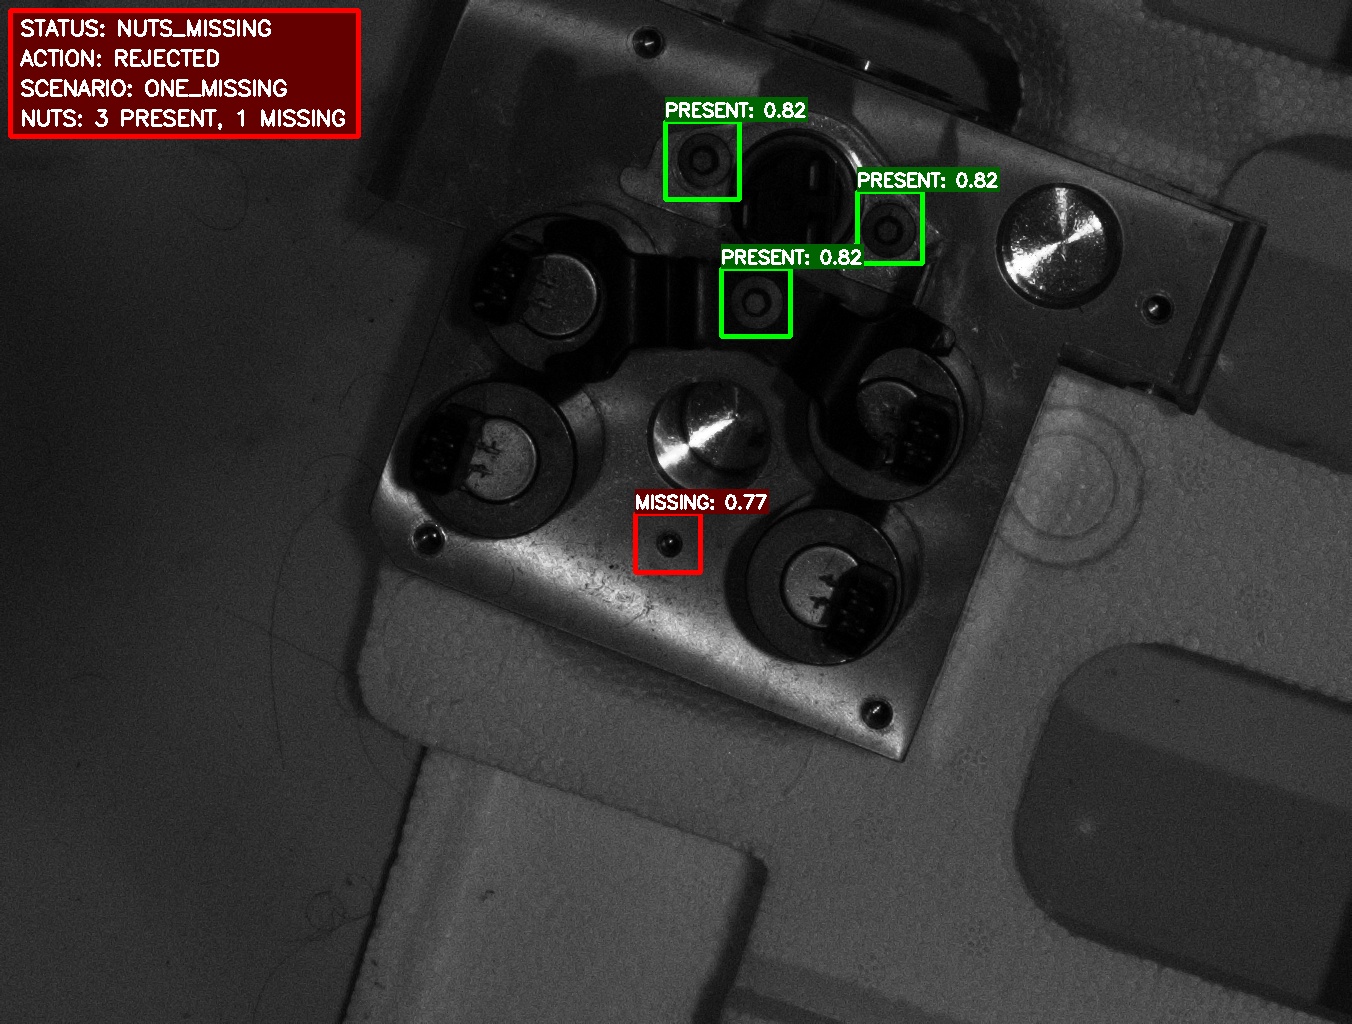 STATUS: NUTS_MISSING
ACTION: REJECTED
SCENARIO: ONE_MISSING
NUTS: 3 PRESENT, 1 MISSING
PRESENT: 0.82
PRESENT: 0.82
PRESENT: 0.82
MISSING: 0.77